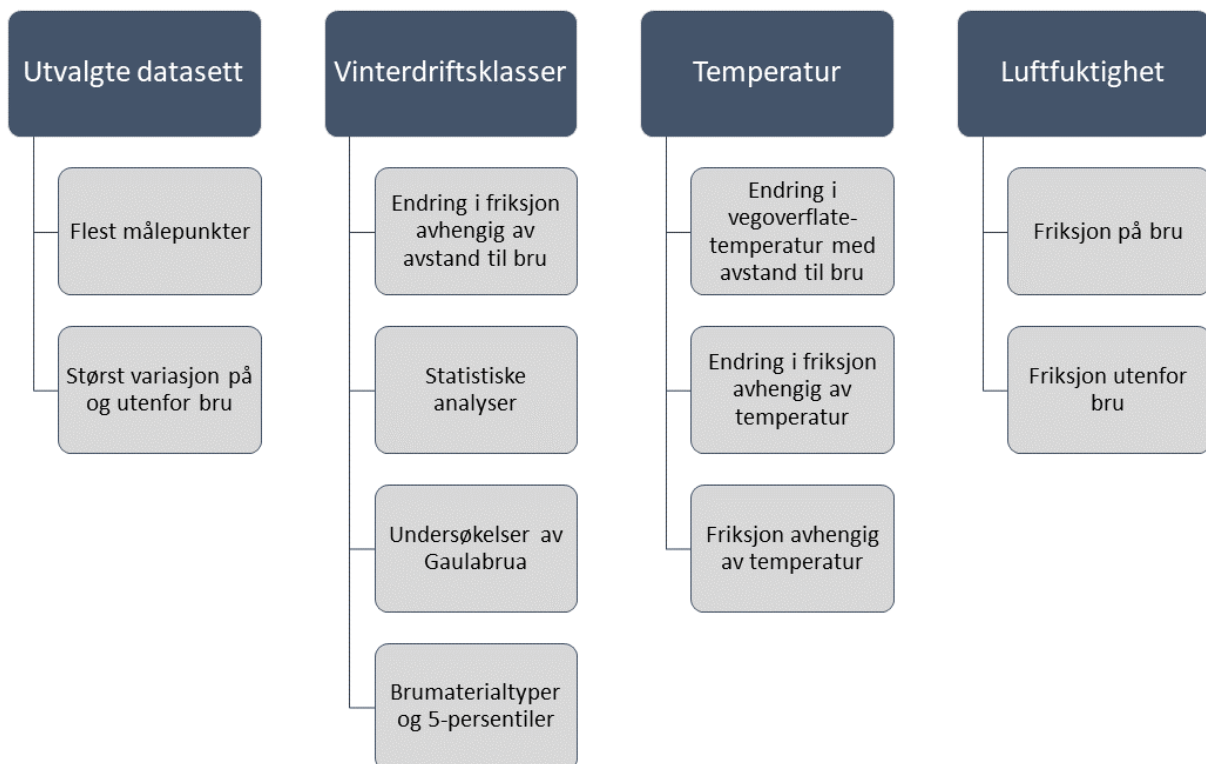 Utvalgte datasett
Flest målepunkter
Størst variasjon på
og utenfor bru
Vinterdriftsklasser
Endring i friksjon
avhengig av
avstand til bru
Statistiske
analyser
Undersøkelser av
Gaulabrua
Brumaterialtyper
og 5-persentiler
Temperatur
Endring i
vegoverflate-
temperatur med
avstand til bru
Endring i friksjon
avhengig av
temperatur
Friksjon avhengig
av temperatur
Luftfuktighet
Friksjon på bru
Friksjon utenfor
bru